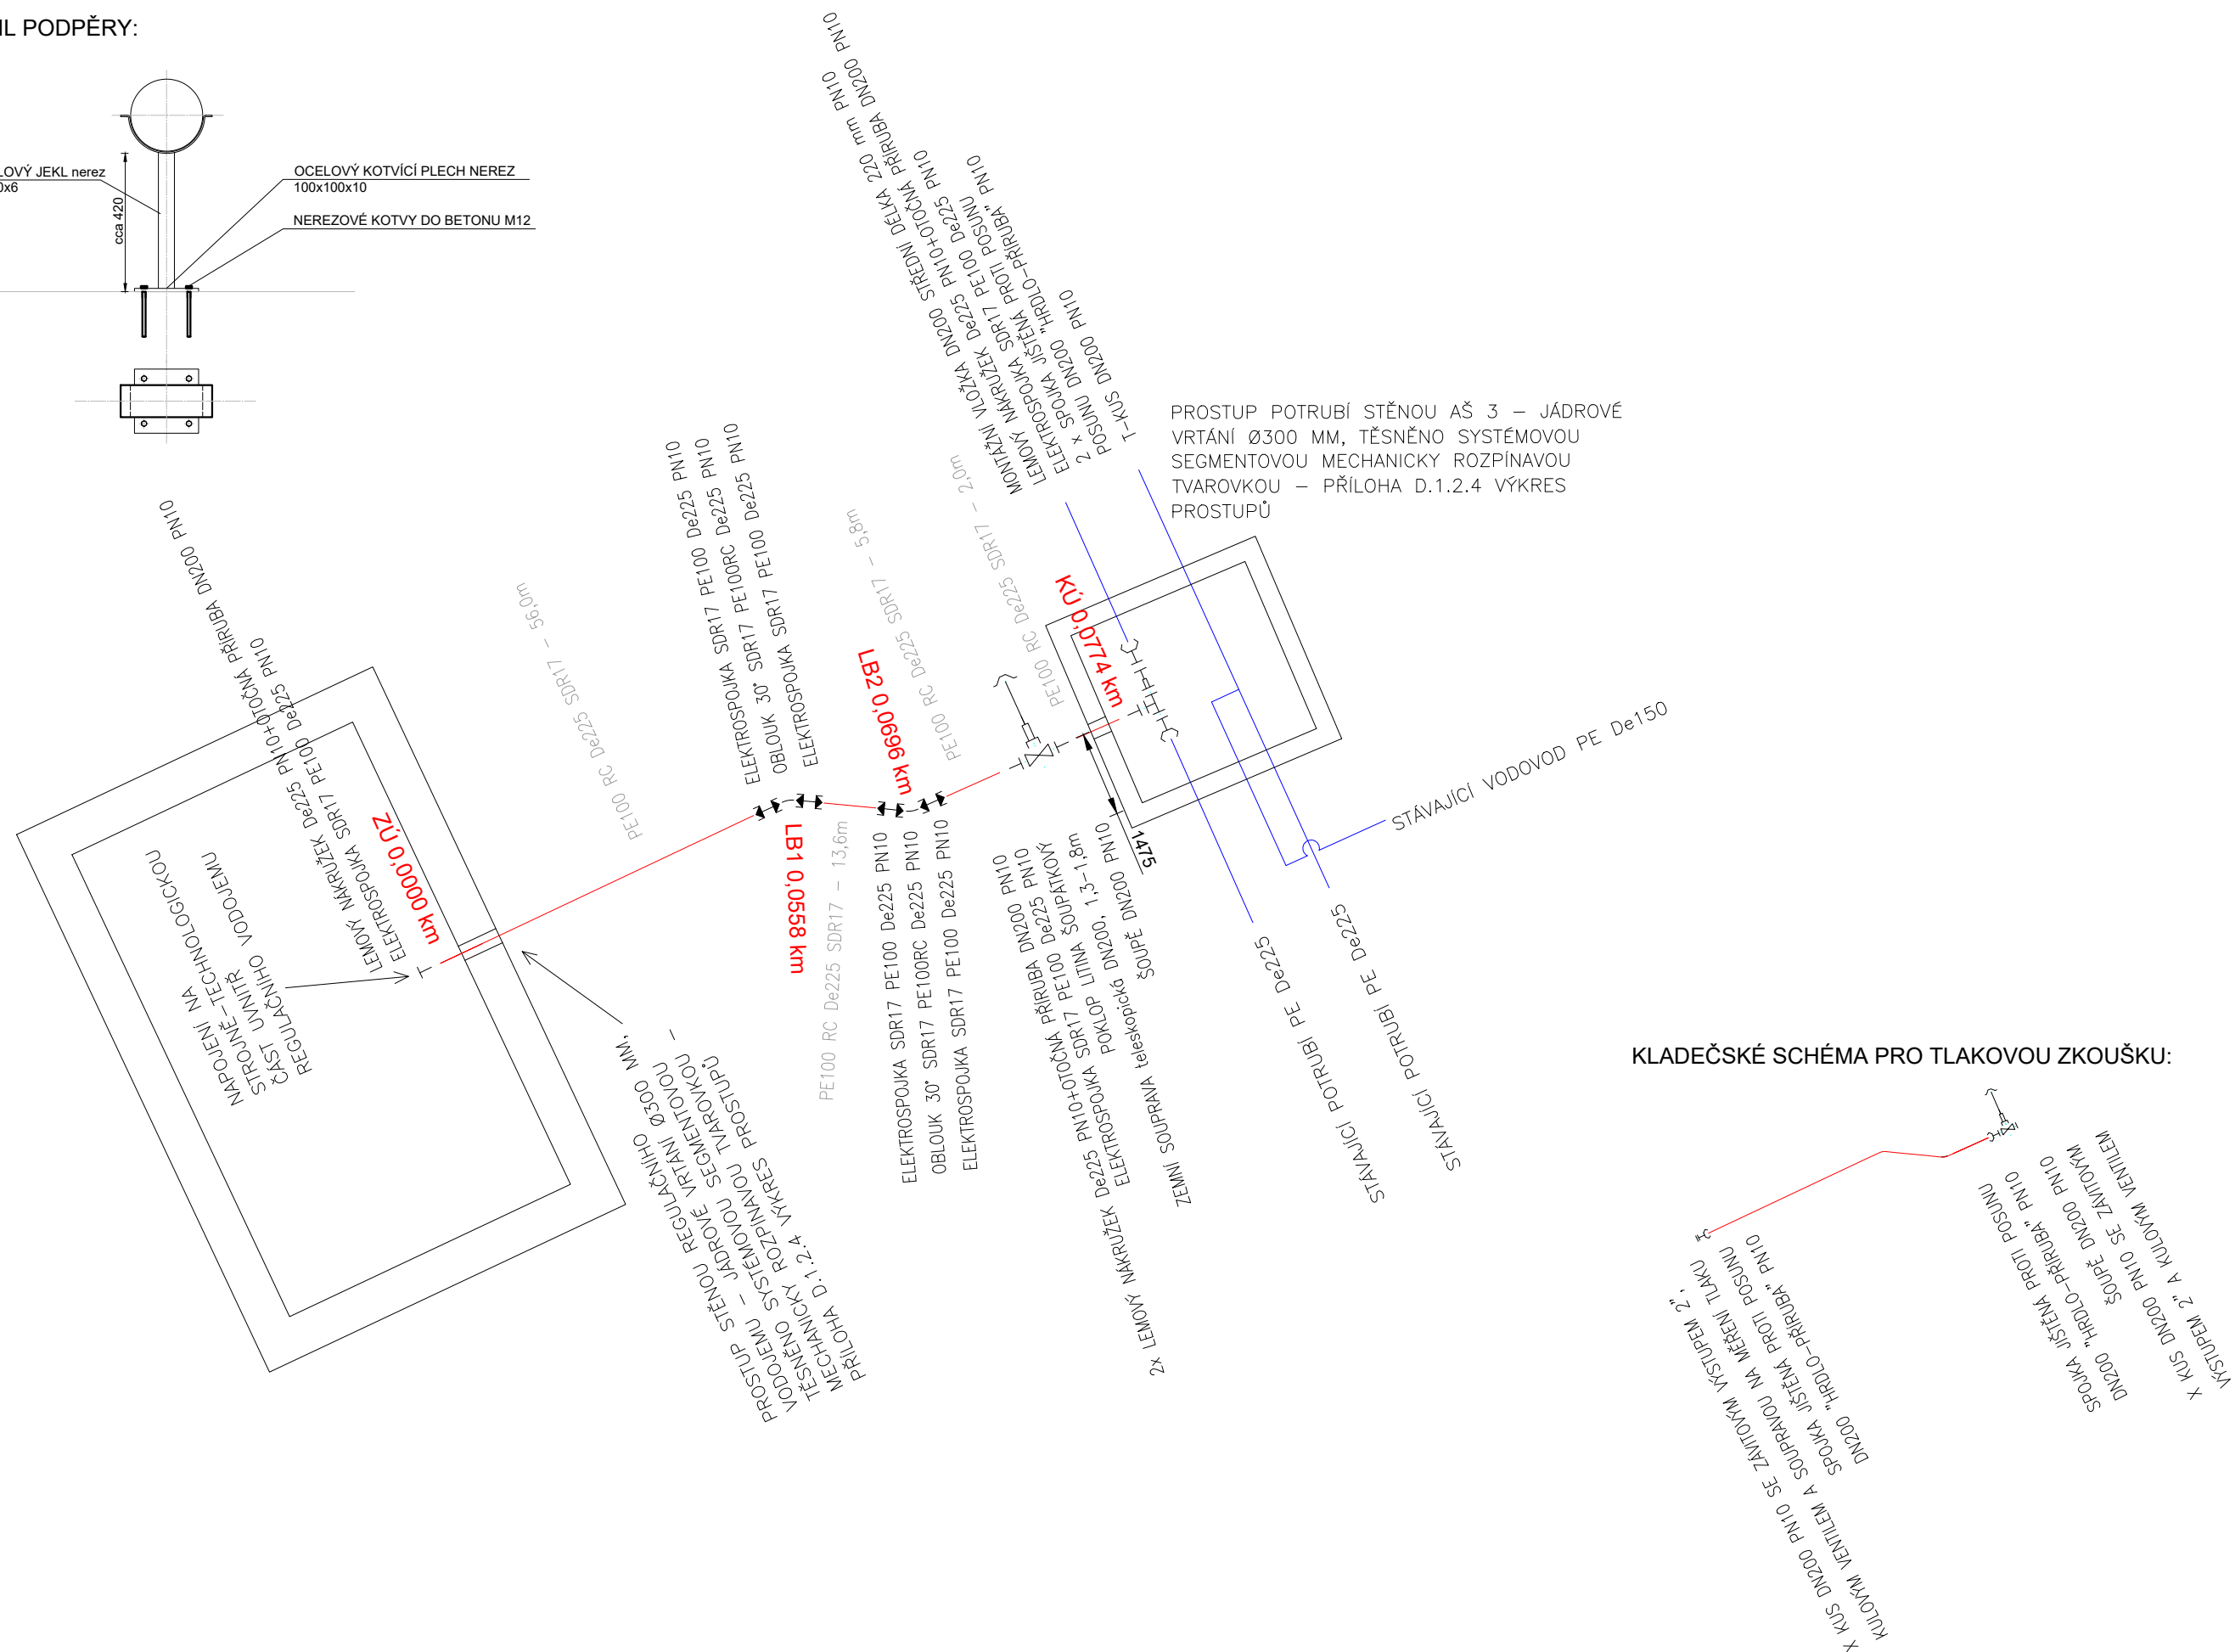 IL PODPĚRY:
LOVÝ JEKL nerez
0x6
cca 420
OCELOVÝ KOTVÍCÍ PLECH NEREZ
100x100x10
NEREZOVÉ KOTVY DO BETONU M12
MONTÁŽNÍ VLOŽKA DN200 STŘEDNÍ DÉLKA 220 mm PN10
LEMOVÝ NÁKRUŽEK De225 PN10+OTOČNÁ PŘÍRUBA DN200 PN10
ELEKTROSPOJKA SDR17 PE100 De225 PN10
2 x SPOJKA JIŠTĚNÁ PROTI POSUNU
POSUNU DN200 "HRDLO-PŘÍRUBA" PN10
T-KUS DN200 PN10
PROSTUP POTRUBÍ STĚNOU AŠ 3 – JÁDROVÉ
VRTÁNÍ Ø300 MM, TĚSNĚNO SYSTÉMOVOU
SEGMENTOVOU MECHANICKY ROZPÍNAVOU
TVAROVKOU – PŘÍLOHA D.1.2.4 VÝKRES
PROSTUPŮ
LEMOVÝ NÁKRUŽEK De225 PN10+OTOČNÁ PŘÍRUBA DN200 PN10
ELEKTROSPOJKA SDR17 PE100 De225 PN10
ZÚ 0,0000 km
NAPOJENÍ NA
STROJNĚ-TECHNOLOGICKOU
ČÁST UVNITŘ
REGULAČNÍHO VODOJEMU
PE100 RC De225 SDR17 – 56,0m
ELEKTROSPOJKA SDR17 PE100 De225 PN10
OBLOUK 30° SDR17 PE100RC De225 PN10
ELEKTROSPOJKA SDR17 PE100 De225 PN10
LB1 0,0558 km
PE100 RC De225 SDR17 – 13,6m
PE100 RC De225 SDR17 – 5,8m
LB2 0,0696 km
ELEKTROSPOJKA SDR17 PE100 De225 PN10
OBLOUK 30° SDR17 PE100RC De225 PN10
ELEKTROSPOJKA SDR17 PE100 De225 PN10
PE100 RC De225 SDR17 – 2,0m
KÚ 0,0774 km
1475
2x LEMOVÝ NÁKRUŽEK De225 PN10+OTOČNÁ PŘÍRUBA DN200 PN10
ELEKTROSPOJKA SDR17 PE100 De225 PN10
POKLOP LITINA ŠOUPÁTKOVÝ
ZEMNÍ SOUPRAVA teleskopická DN200, 1,3-1,8m
ŠOUPĚ DN200 PN10
STÁVAJÍCÍ VODOVOD PE De150
STÁVAJÍCÍ POTRUBÍ PE De225
STÁVAJÍCÍ POTRUBÍ PE De225
PROSTUP STĚNOU REGULAČNÍHO
VODOJEMU – JÁDROVÉ VRTÁNÍ Ø300 MM,
TĚSNĚNO SYSTÉMOVOU SEGMENTOVOU
MECHANICKY ROZPÍNAVOU TVAROVKOU –
PŘÍLOHA D.1.2.4 VÝKRES PROSTUPŮ
KLADEČSKÉ SCHÉMA PRO TLAKOVOU ZKOUŠKU:
X KUS DN200 PN10 SE ZÁVITOVÝM VÝSTUPEM 2",
KULOVÝM VENTILEM A SOUPRAVOU NA MĚŘENÍ TLAKU
SPOJKA JIŠTĚNÁ PROTI POSUNU
DN200 "HRDLO-PŘÍRUBA" PN10
SPOJKA JIŠTĚNÁ PROTI POSUNU
DN200 "HRDLO-PŘÍRUBA" PN10
ŠOUPĚ DN200 PN10
X KUS DN200 PN10 SE ZÁVITOVÝM
VÝSTUPEM 2" A KULOVÝM VENTILEM